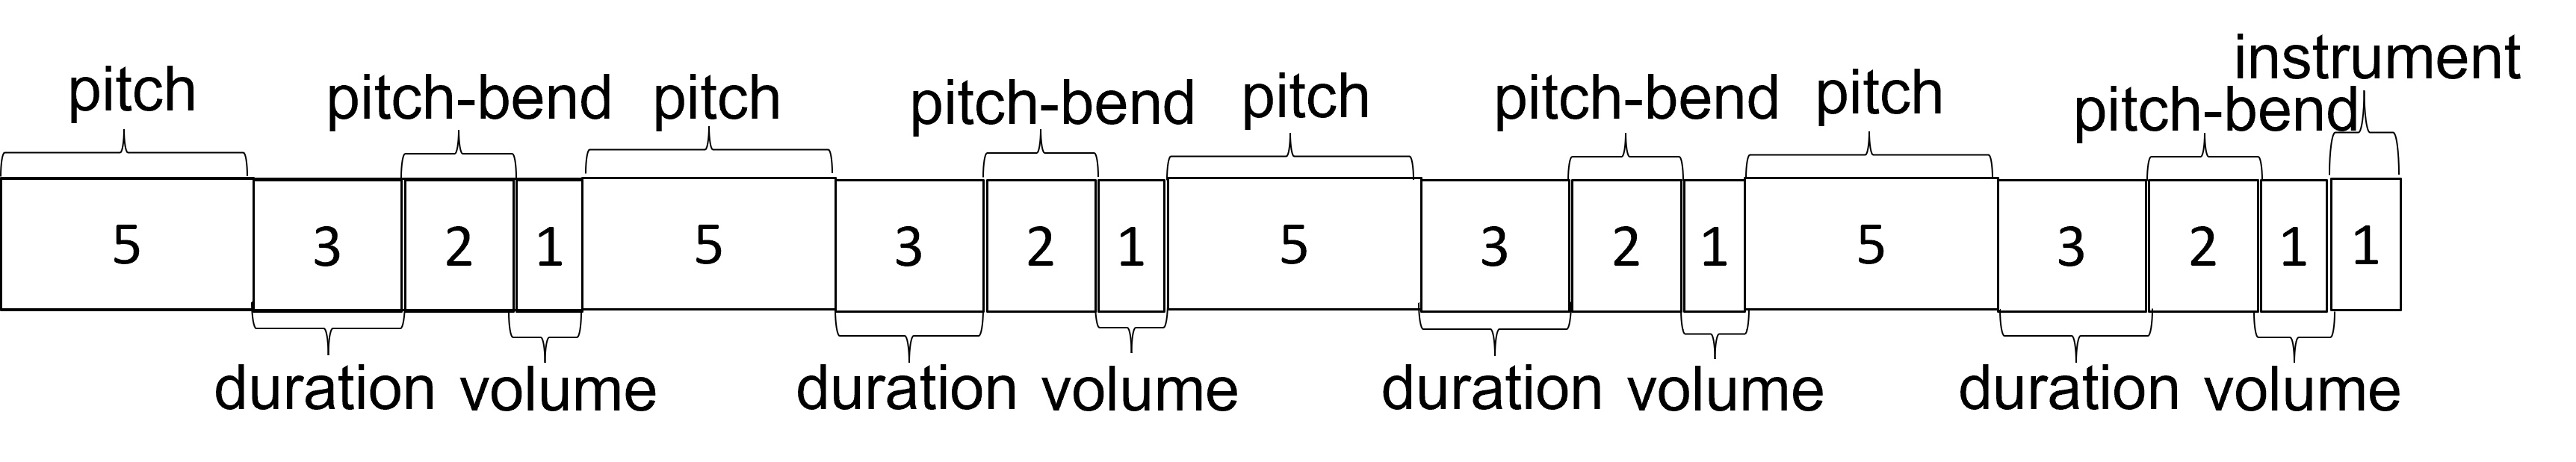 instrument
pitch pitch-bend pitch pitch-bend pitch pitch-bend pitch pitch-bend
5 3 2 1 5 3 2 1 5 3 2 1 5 3 2 1 1
duration volume duration volume duration volume duration volume